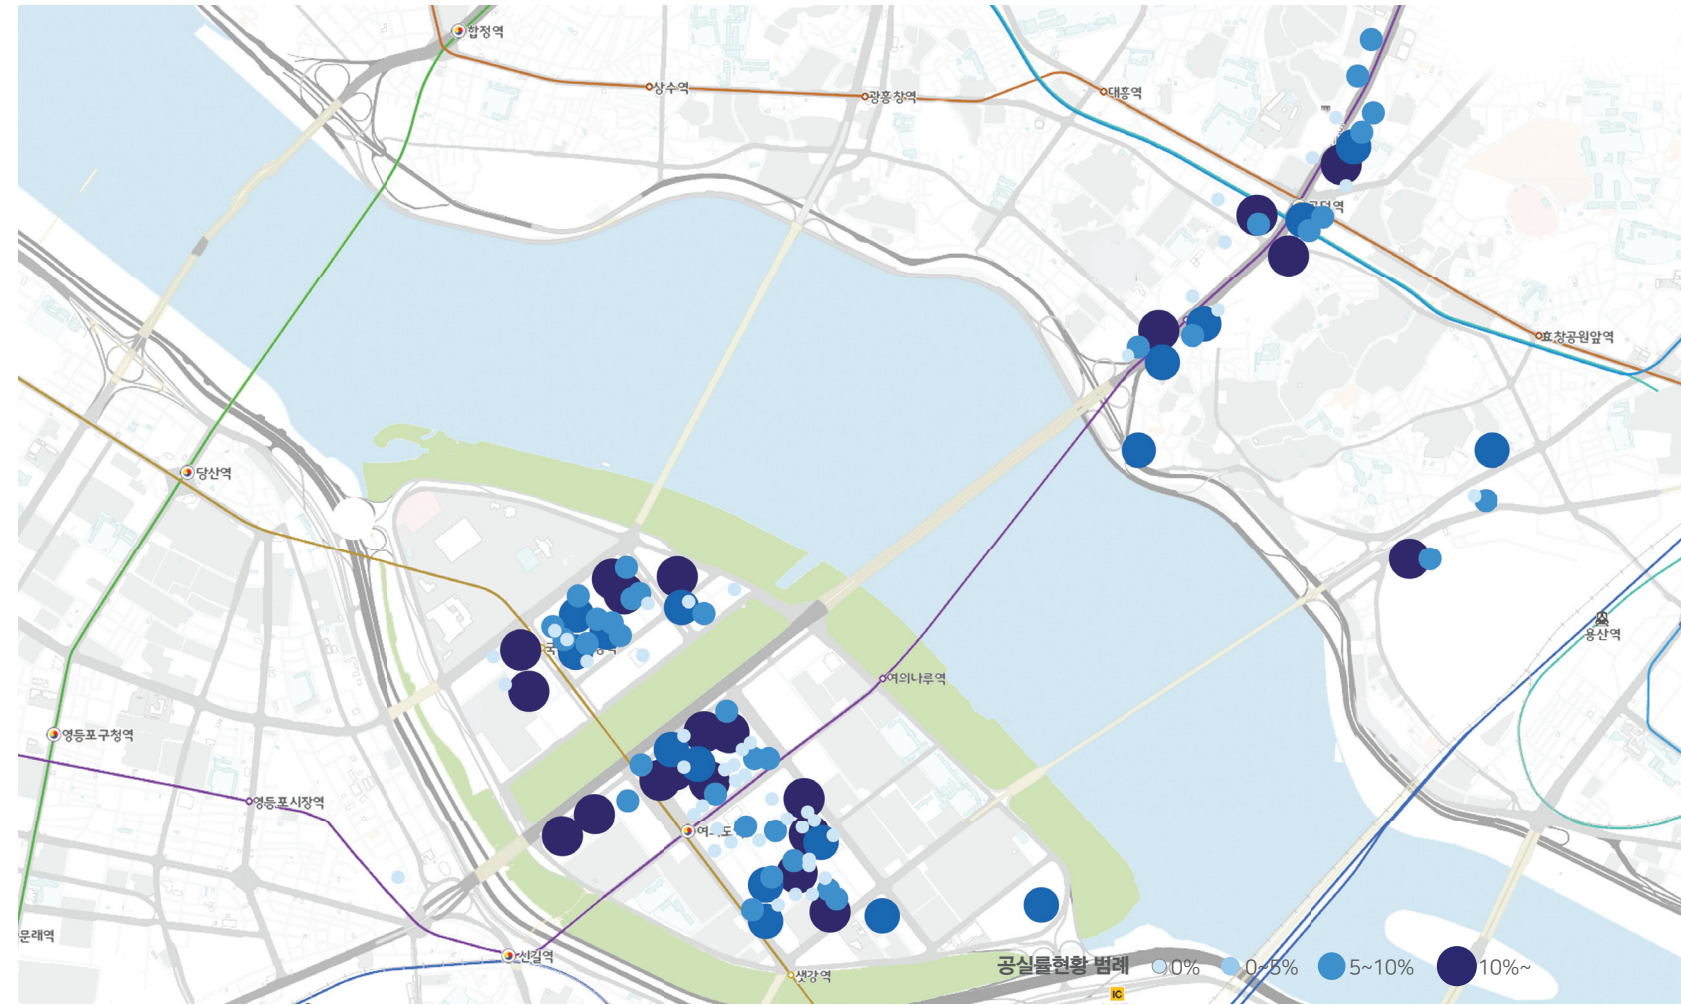 합정역
상수역
광흥창역
대흥역
공덕역
효창공원앞역
당산역
용산역
여의나루역
영등포구청역
영등포시장역
문래역
신길역
샛강역
공실률현황 범례
0%
0~5%
5~10%
10%~
IC